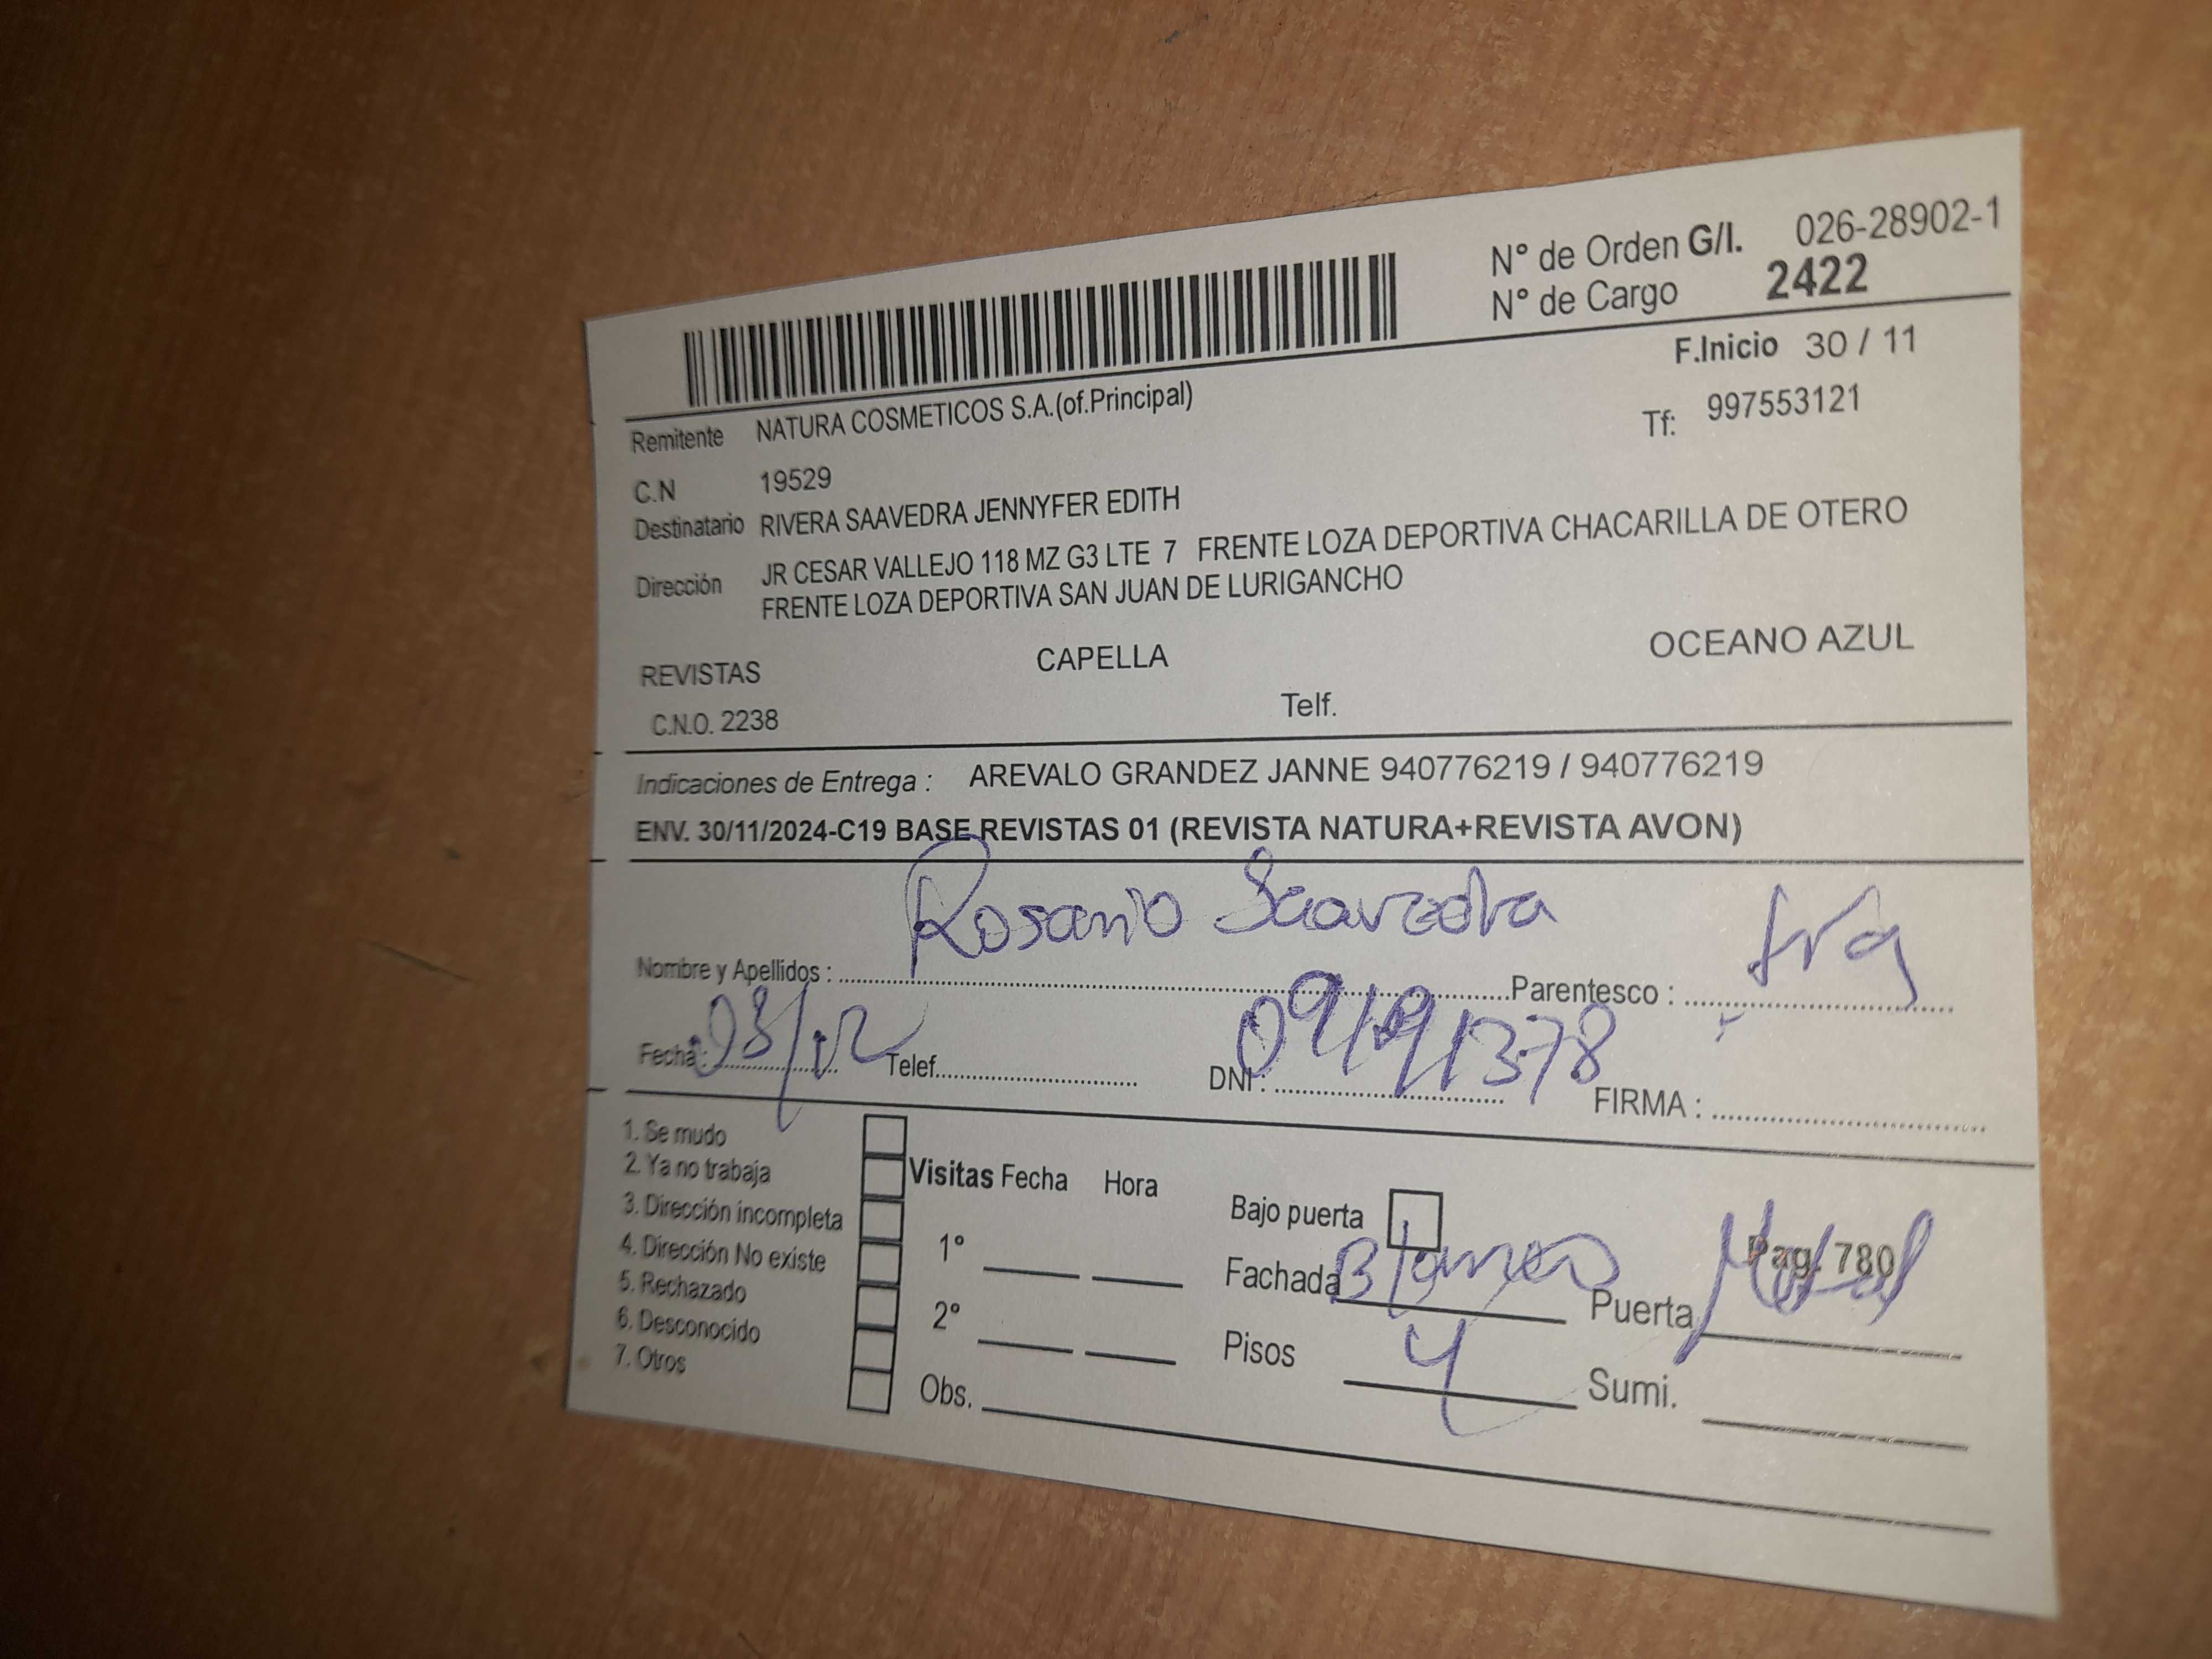 N° de Orden G/I. 026-28902-1
N° de Cargo 2422
F.Inicio 30 / 11
Remitente NATURA COSMETICOS S.A.(of.Principal)
Tf: 997553121
C.N 19529
Destinatario RIVERA SAAVEDRA JENNYFER EDITH
Dirección JR CESAR VALLEJO 118 MZ G3 LTE 7 FRENTE LOZA DEPORTIVA CHACARILLA DE OTERO
FRENTE LOZA DEPORTIVA SAN JUAN DE LURIGANCHO
REVISTAS CAPELLA OCEANO AZUL
C.N.O. 2238 Telf.
Indicaciones de Entrega : AREVALO GRANDEZ JANNE 940776219 / 940776219
ENV. 30/11/2024-C19 BASE REVISTAS 01 (REVISTA NATURA+REVISTA AVON)
Nombre y Apellidos : Rosario Saavedra Parentesco :
Fecha : 03/12 Telef. DNI : FIRMA :
1. Se mudo
2. Ya no trabaja
3. Dirección incompleta
4. Dirección No existe
5. Rechazado
6. Desconocido
7. Otros
Visitas Fecha Hora
1°
2°
Obs.
Bajo puerta
Fachada Blanco Puerta Metal
Pag. 780
Pisos 4 Sumi.